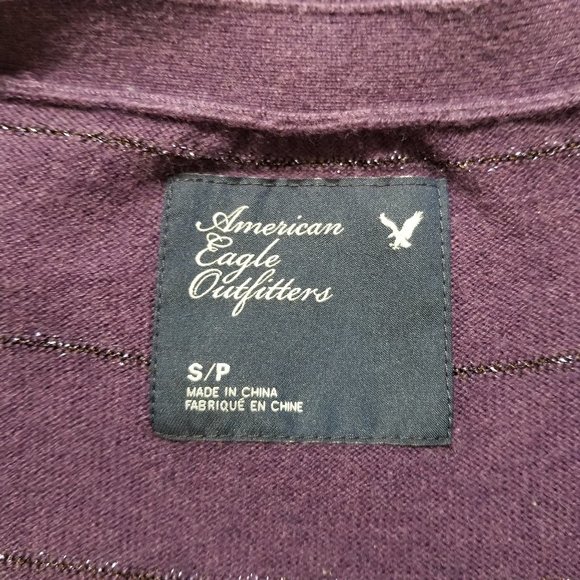 American
Eagle
Outfitters
S/P
MADE IN CHINA
FABRIQUÉ EN CHINE